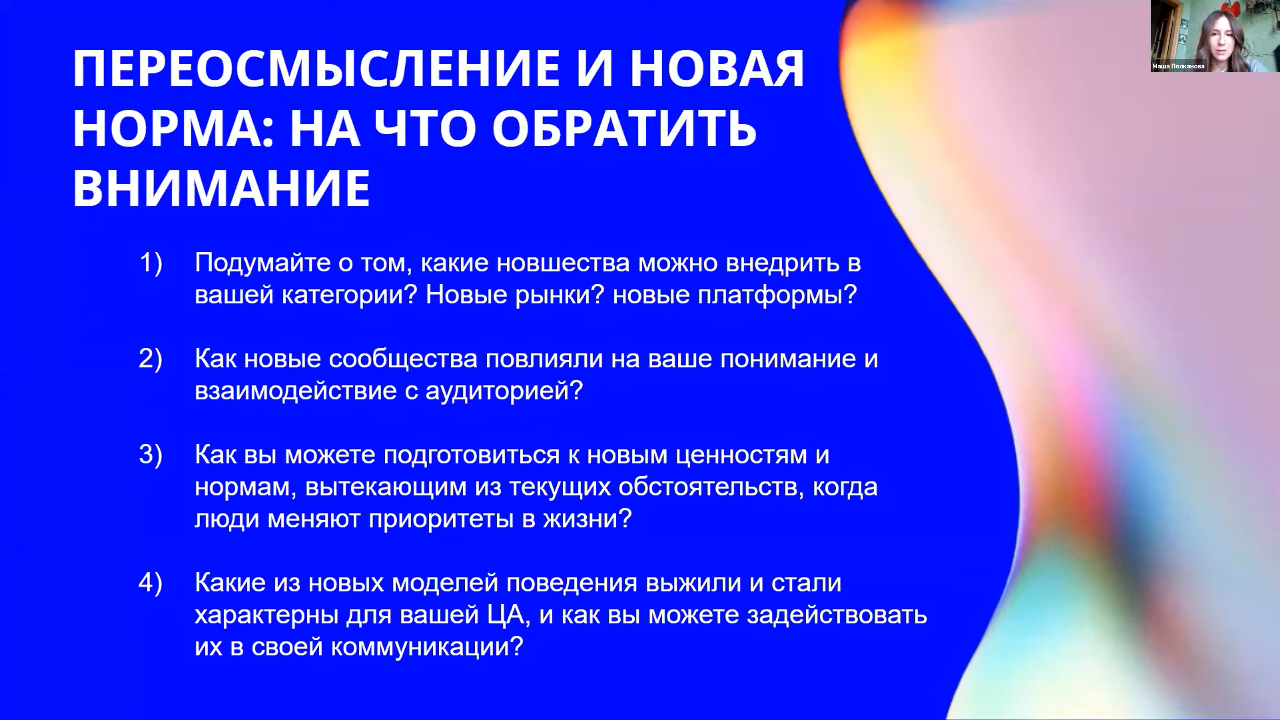 ПЕРЕОСМЫСЛЕНИЕ И НОВАЯ
НОРМА: НА ЧТО ОБРАТИТЬ
ВНИМАНИЕ
1) Подумайте о том, какие новшества можно внедрить в
вашей категории? Новые рынки? новые платформы?
2) Как новые сообщества повлияли на ваше понимание и
взаимодействие с аудиторией?
3) Как вы можете подготовиться к новым ценностям и
нормам, вытекающим из текущих обстоятельств, когда
люди меняют приоритеты в жизни?
4) Какие из новых моделей поведения выжили и стали
характерны для вашей ЦА, и как вы можете задействовать
их в своей коммуникации?
Маша Полканова